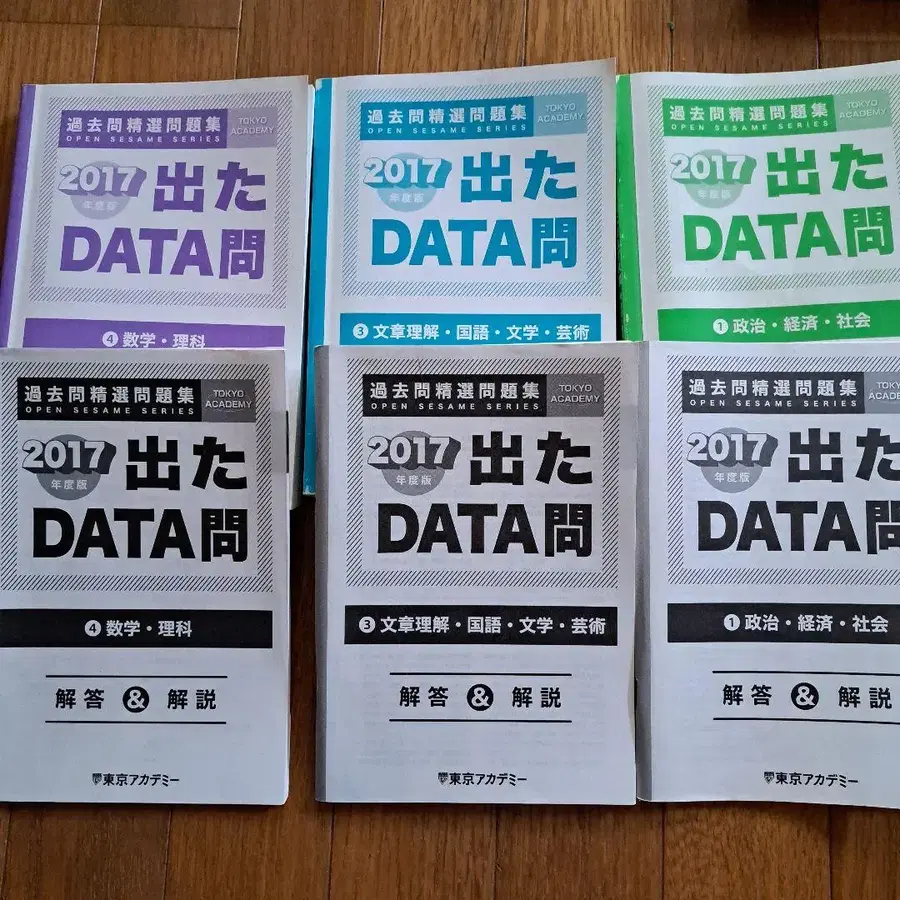 過去問精選問題集
OPEN SESAME SERIES
TOKYO
ACADEMY
2017
年度版
出た
DATA問
4 数学・理科
過去問精選問題集
OPEN SESAME SERIES
TOKYO
ACADEMY
2017
年度版
出た
DATA問
3 文章理解・国語・文学・芸術
過去問精選問題集
OPEN SESAME SERIES
TOKYO
ACADEMY
2017
年度版
出た
DATA問
1 政治・経済・社会
過去問精選問題集
OPEN SESAME SERIES
TOKYO
ACADEMY
2017
年度版
出た
DATA問
4 数学・理科
解答 & 解説
東京アカデミー
過去問精選問題集
OPEN SESAME SERIES
TOKYO
ACADEMY
2017
年度版
出た
DATA問
3 文章理解・国語・文学・芸術
解答 & 解説
東京アカデミー
過去問精選問題集
OPEN SESAME SERIES
2017
年度版
出た
DATA問
1 政治・経済・社会
解答 & 解説
東京アカデミー